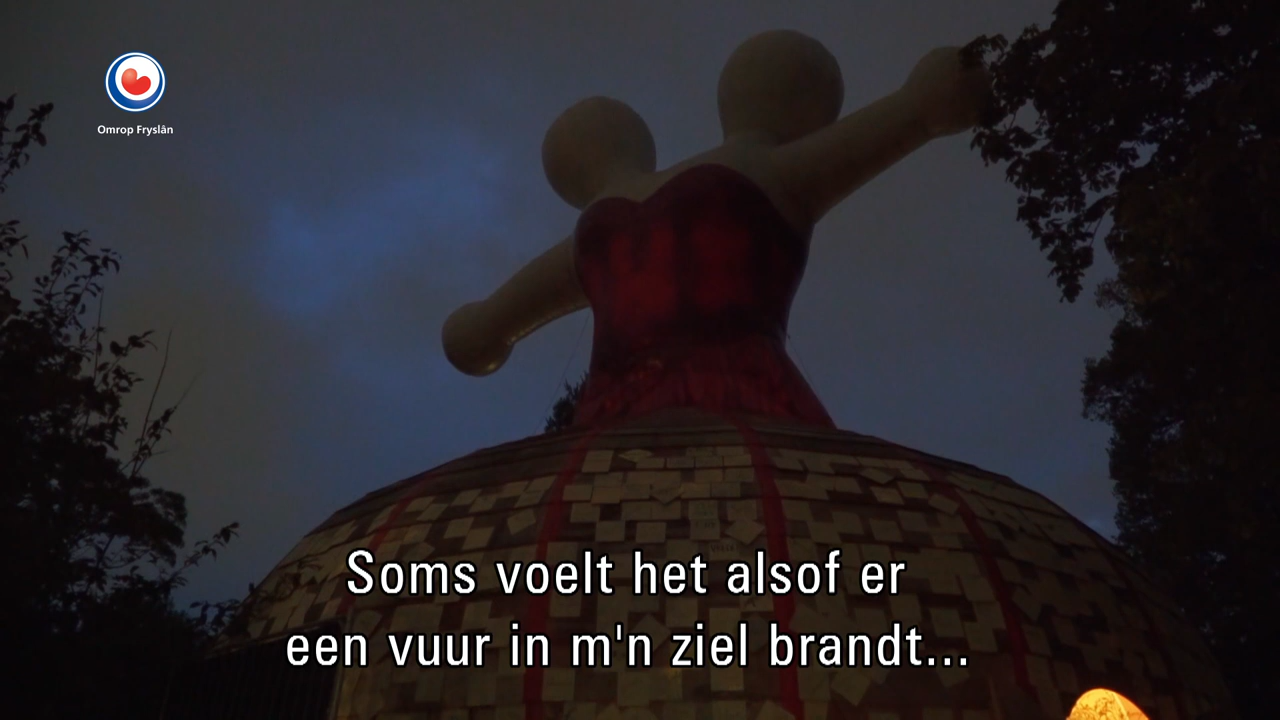 Omrop Fryslân
Soms voelt het alsof er
een vuur in m'n ziel brandt...